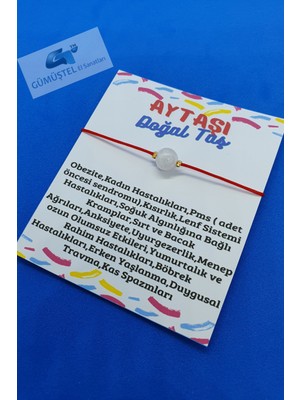 GÜMÜŞTEL El Sanatları
AYTAŞI
Doğal Taş
Obezite,Kadın Hastalıkları,Pms ( adet
öncesi sendromu),Kısırlık,Lenf Sistemi
Hastalıkları,Soğuk Algınlığına Bağlı
Kramplar,Sırt ve Bacak
Ağrıları,Anksiyete,Uyurgezerlik,Menep
ozun Olumsuz Etkileri,Yumurtalık ve
Rahim Hastalıkları,Böbrek
Hastalıkları,Erken Yaşlanma,Duygusal
Travma,Kas Spazmları